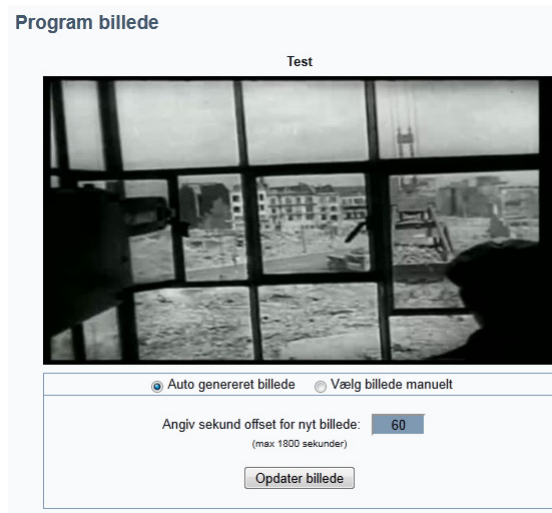 Program billede
Test
Auto genereret billede Vælg billede manuelt
Angiv sekund offset for nyt billede: 60
(max 1800 sekunder)
Opdater billede